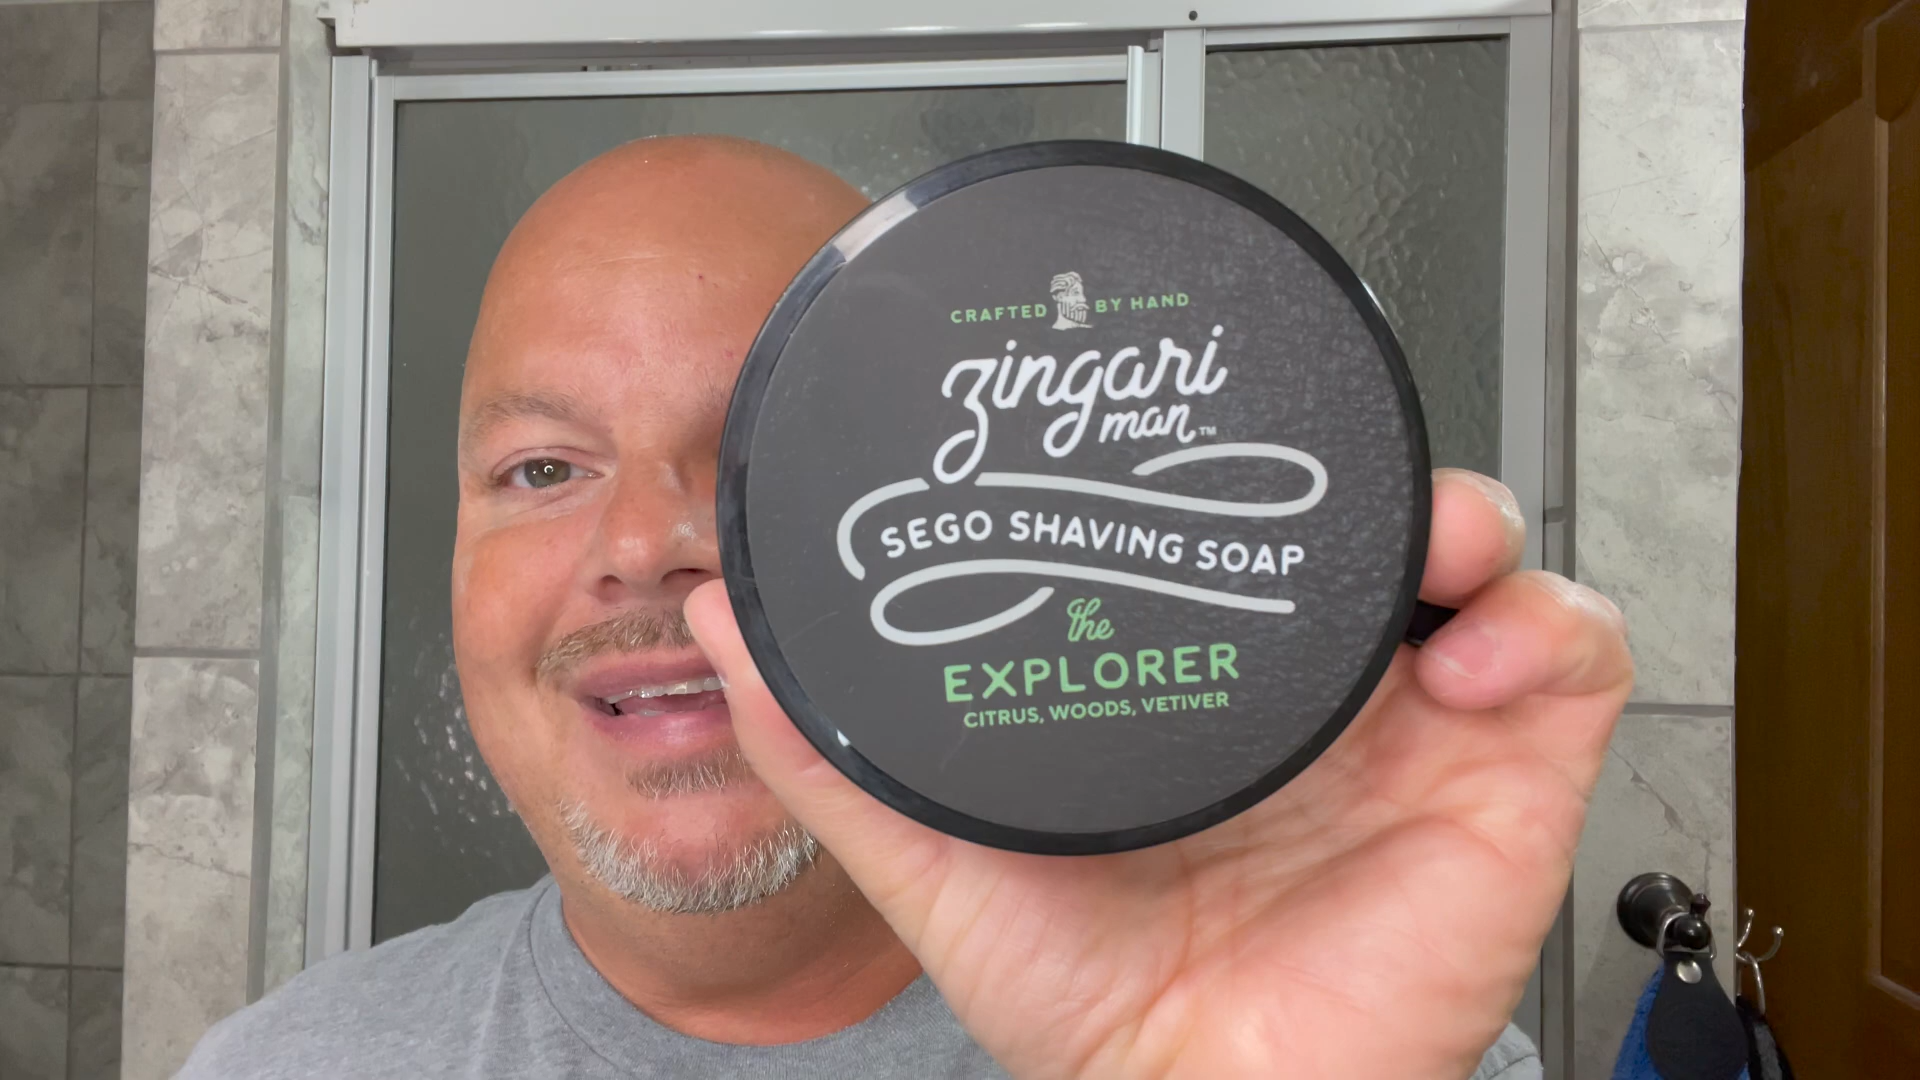 CRAFTED BY HAND
zingari
man™
SEGO SHAVING SOAP
the
EXPLORER
CITRUS, WOODS, VETIVER